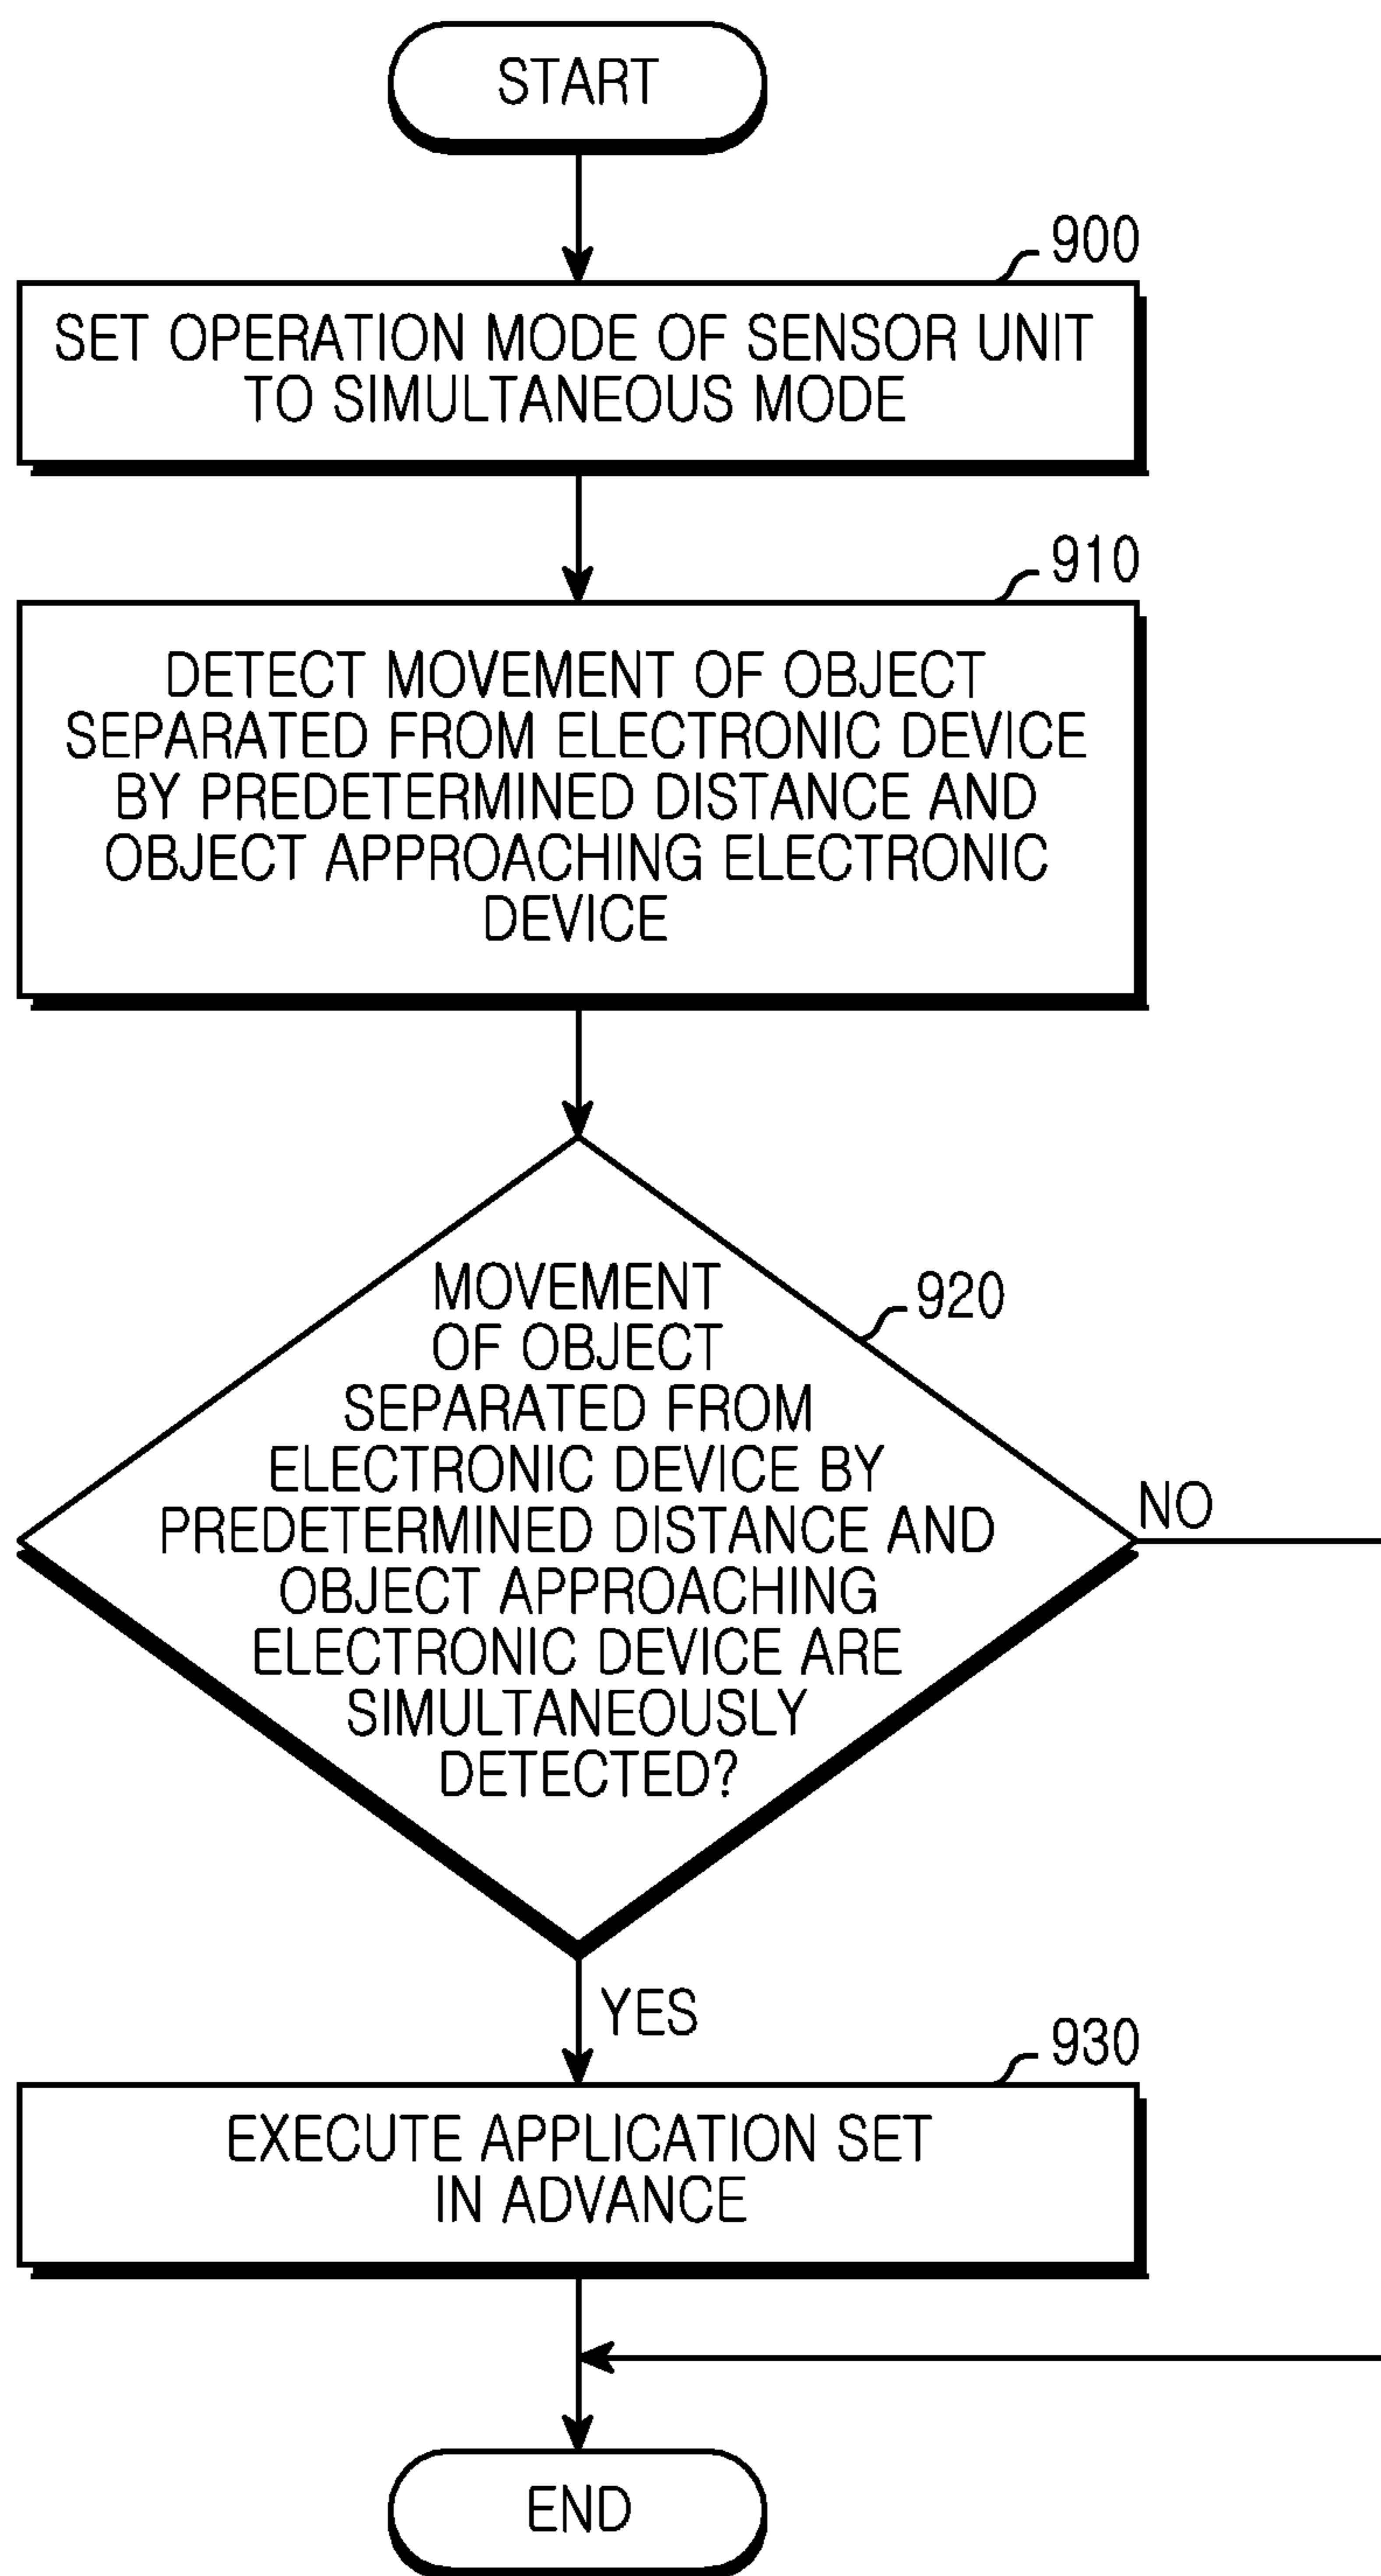 START
900
SET OPERATION MODE OF SENSOR UNIT
TO SIMULTANEOUS MODE
910
DETECT MOVEMENT OF OBJECT
SEPARATED FROM ELECTRONIC DEVICE
BY PREDETERMINED DISTANCE AND
OBJECT APPROACHING ELECTRONIC
DEVICE
MOVEMENT
920
OF OBJECT
SEPARATED FROM
ELECTRONIC DEVICE BY
PREDETERMINED DISTANCE AND
OBJECT APPROACHING
ELECTRONIC DEVICE ARE
SIMULTANEOUSLY
DETECTED?
NO
YES
930
EXECUTE APPLICATION SET
IN ADVANCE
END